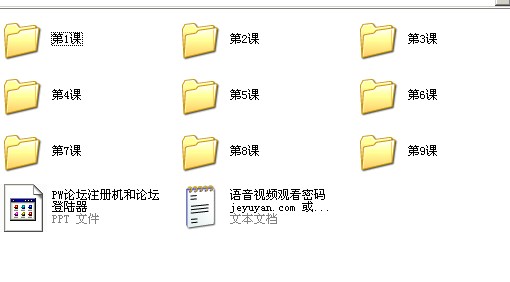 第1课
第2课
第3课
第4课
第5课
第6课
第7课
第8课
第9课
PW论坛注册机和论坛
登陆器
PPT 文件
语音视频观看密码
jeyuyan.com 或...
文本文档